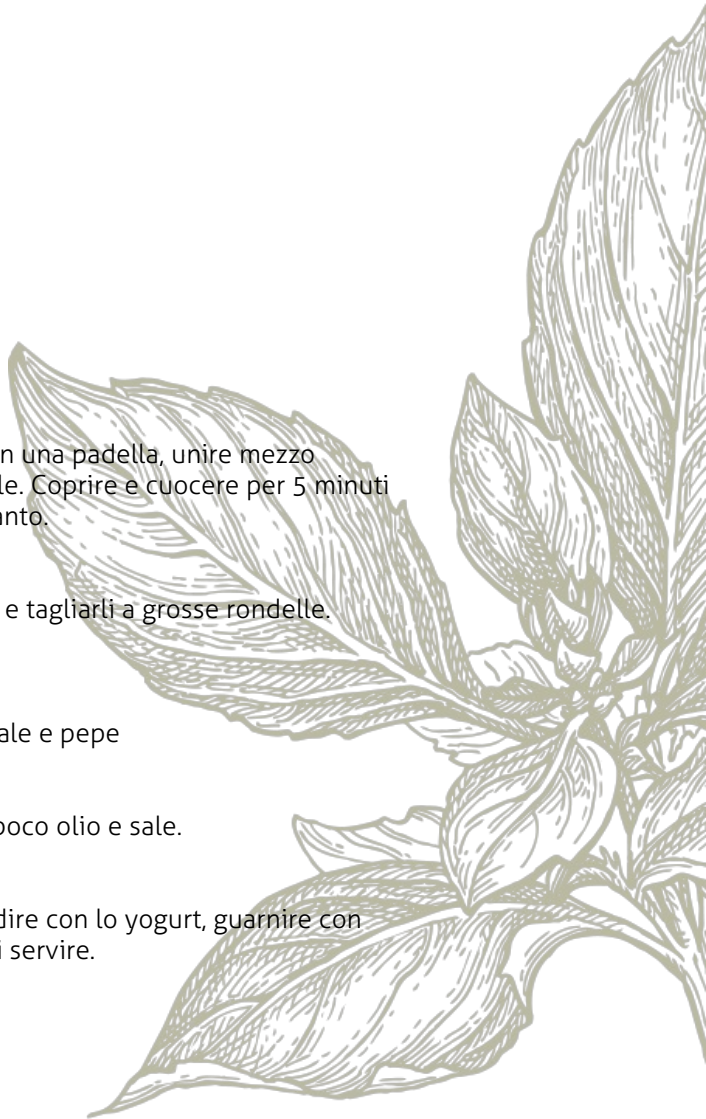 n una padella, unire mezzo
le. Coprire e cuocere per 5 minuti
anto.
e tagliarli a grosse rondelle.
ale e pepe
poco olio e sale.
dire con lo yogurt, guarnire con
i servire.